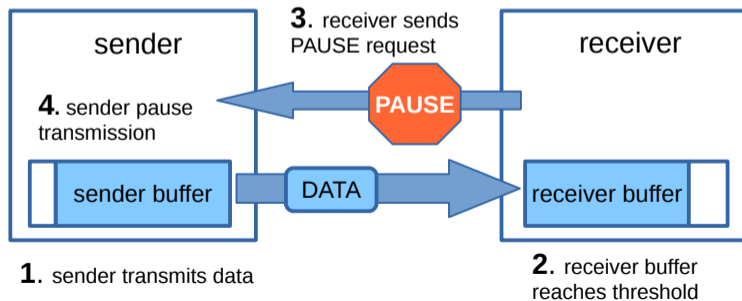 sender
3. receiver sends
PAUSE request
receiver
4. sender pause
transmission
PAUSE
sender buffer
DATA
receiver buffer
1. sender transmits data
2. receiver buffer
reaches threshold